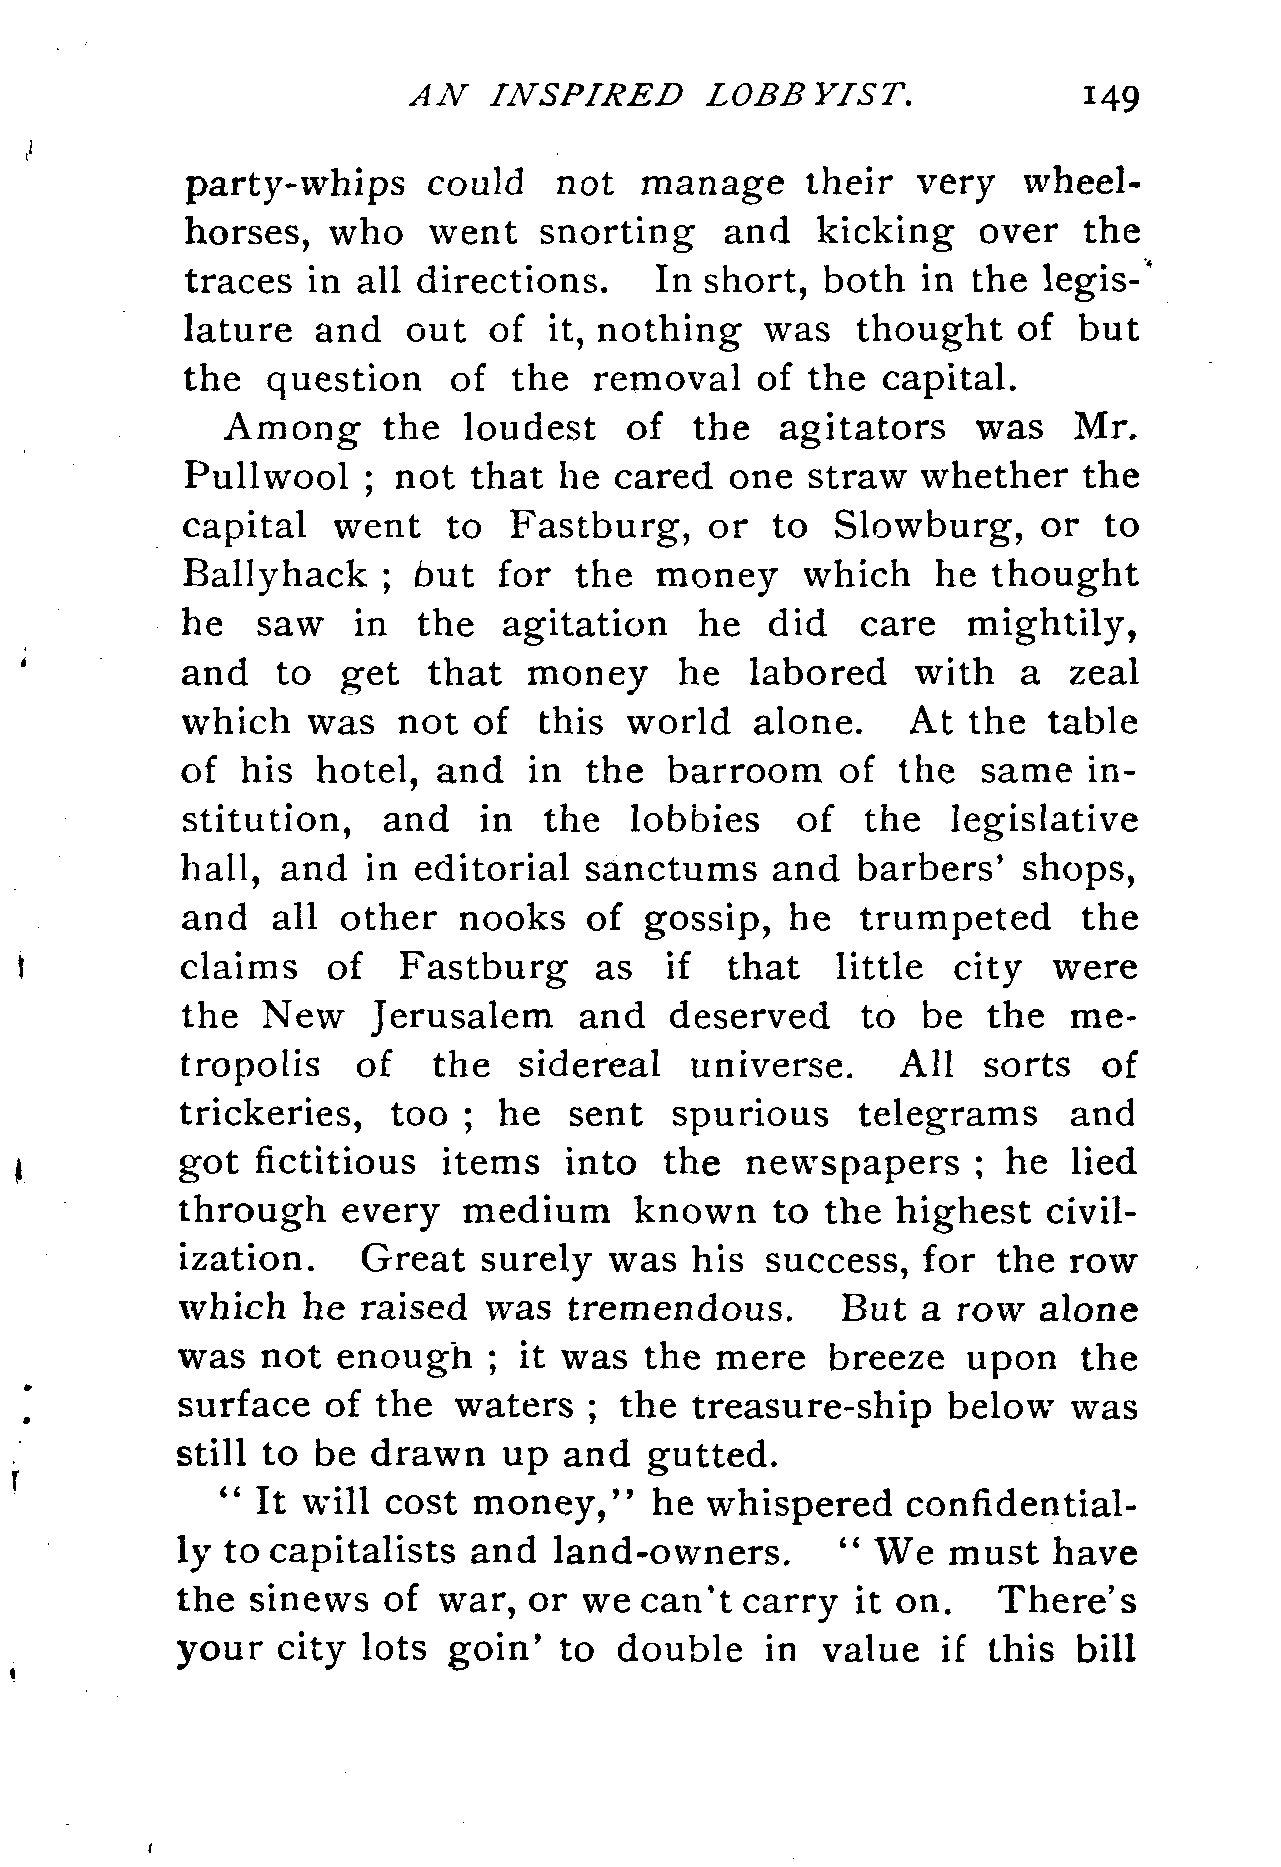 AN INSPIRED LOBBYIST. 149
party-whips could not manage their very wheel-
horses, who went snorting and kicking over the
traces in all directions. In short, both in the legis-
lature and out of it, nothing was thought of but
the question of the removal of the capital.
Among the loudest of the agitators was Mr.
Pullwool ; not that he cared one straw whether the
capital went to Fastburg, or to Slowburg, or to
Ballyhack ; but for the money which he thought
he saw in the agitation he did care mightily,
and to get that money he labored with a zeal
which was not of this world alone. At the table
of his hotel, and in the barroom of the same in-
stitution, and in the lobbies of the legislative
hall, and in editorial sanctums and barbers' shops,
and all other nooks of gossip, he trumpeted the
claims of Fastburg as if that little city were
the New Jerusalem and deserved to be the me-
tropolis of the sidereal universe. All sorts of
trickeries, too ; he sent spurious telegrams and
got fictitious items into the newspapers ; he lied
through every medium known to the highest civil-
ization. Great surely was his success, for the row
which he raised was tremendous. But a row alone
was not enough ; it was the mere breeze upon the
surface of the waters ; the treasure-ship below was
still to be drawn up and gutted.
" It will cost money," he whispered confidential-
ly to capitalists and land-owners. " We must have
the sinews of war, or we can't carry it on. There's
your city lots goin' to double in value if this bill